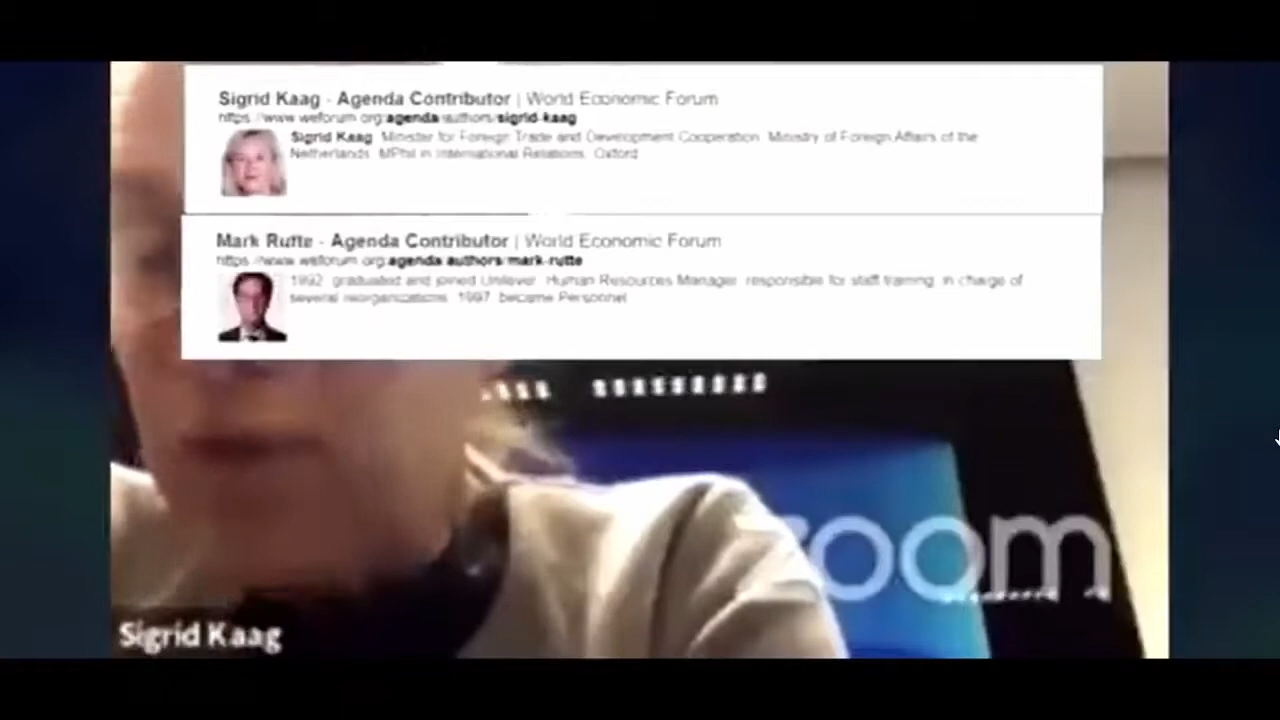 Sigrid Kaag - Agenda Contributor | World Economic Forum
https://www.weforum.org/agenda/authors/sigrid-kaag
Sigrid Kaag. Minister for Foreign Trade and Development Cooperation, Ministry of Foreign Affairs of the
Netherlands. MPhil in International Relations, Oxford
Mark Rutte - Agenda Contributor | World Economic Forum
https://www.weforum.org/agenda/authors/mark-rutte
1992, graduated and joined Unilever. Human Resources Manager, responsible for staff training, in charge of
several reorganizations. 1997, became Personnel
zoom
Sigrid Kaag